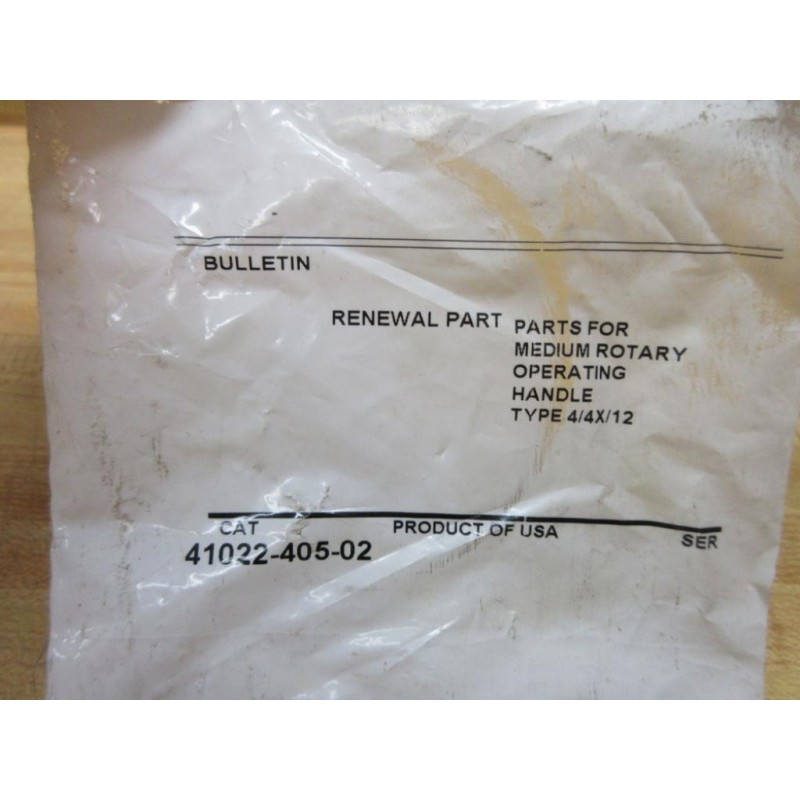 BULLETIN
RENEWAL PART
PARTS FOR
MEDIUM ROTARY
OPERATING
HANDLE
TYPE 4/4X/12
CAT
PRODUCT OF USA
SER
41022-405-02